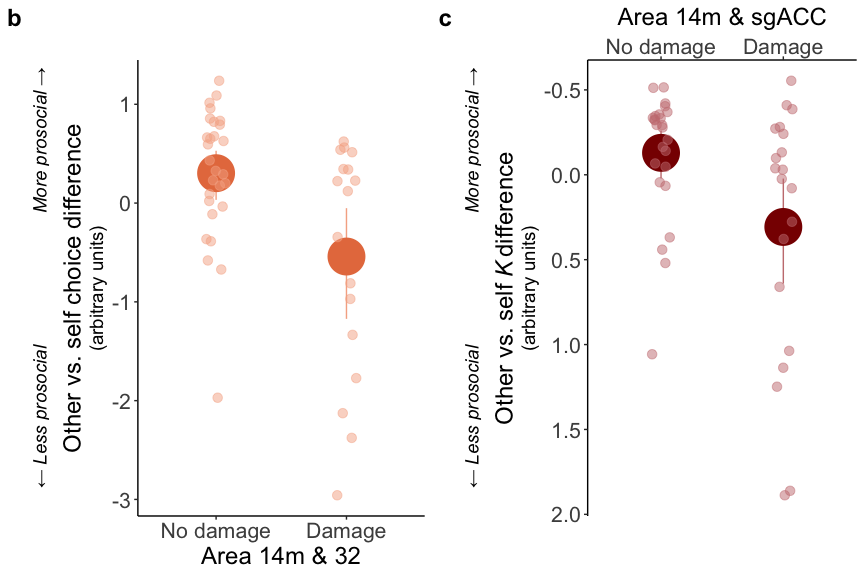 b
← Less prosocial
More prosocial →
Other vs. self choice difference
(arbitrary units)
1
0
-1
-2
-3
No damage
Damage
Area 14m & 32
c
Area 14m & sgACC
No damage
Damage
← Less prosocial
More prosocial →
Other vs. self K difference
(arbitrary units)
-0.5
0.0
0.5
1.0
1.5
2.0